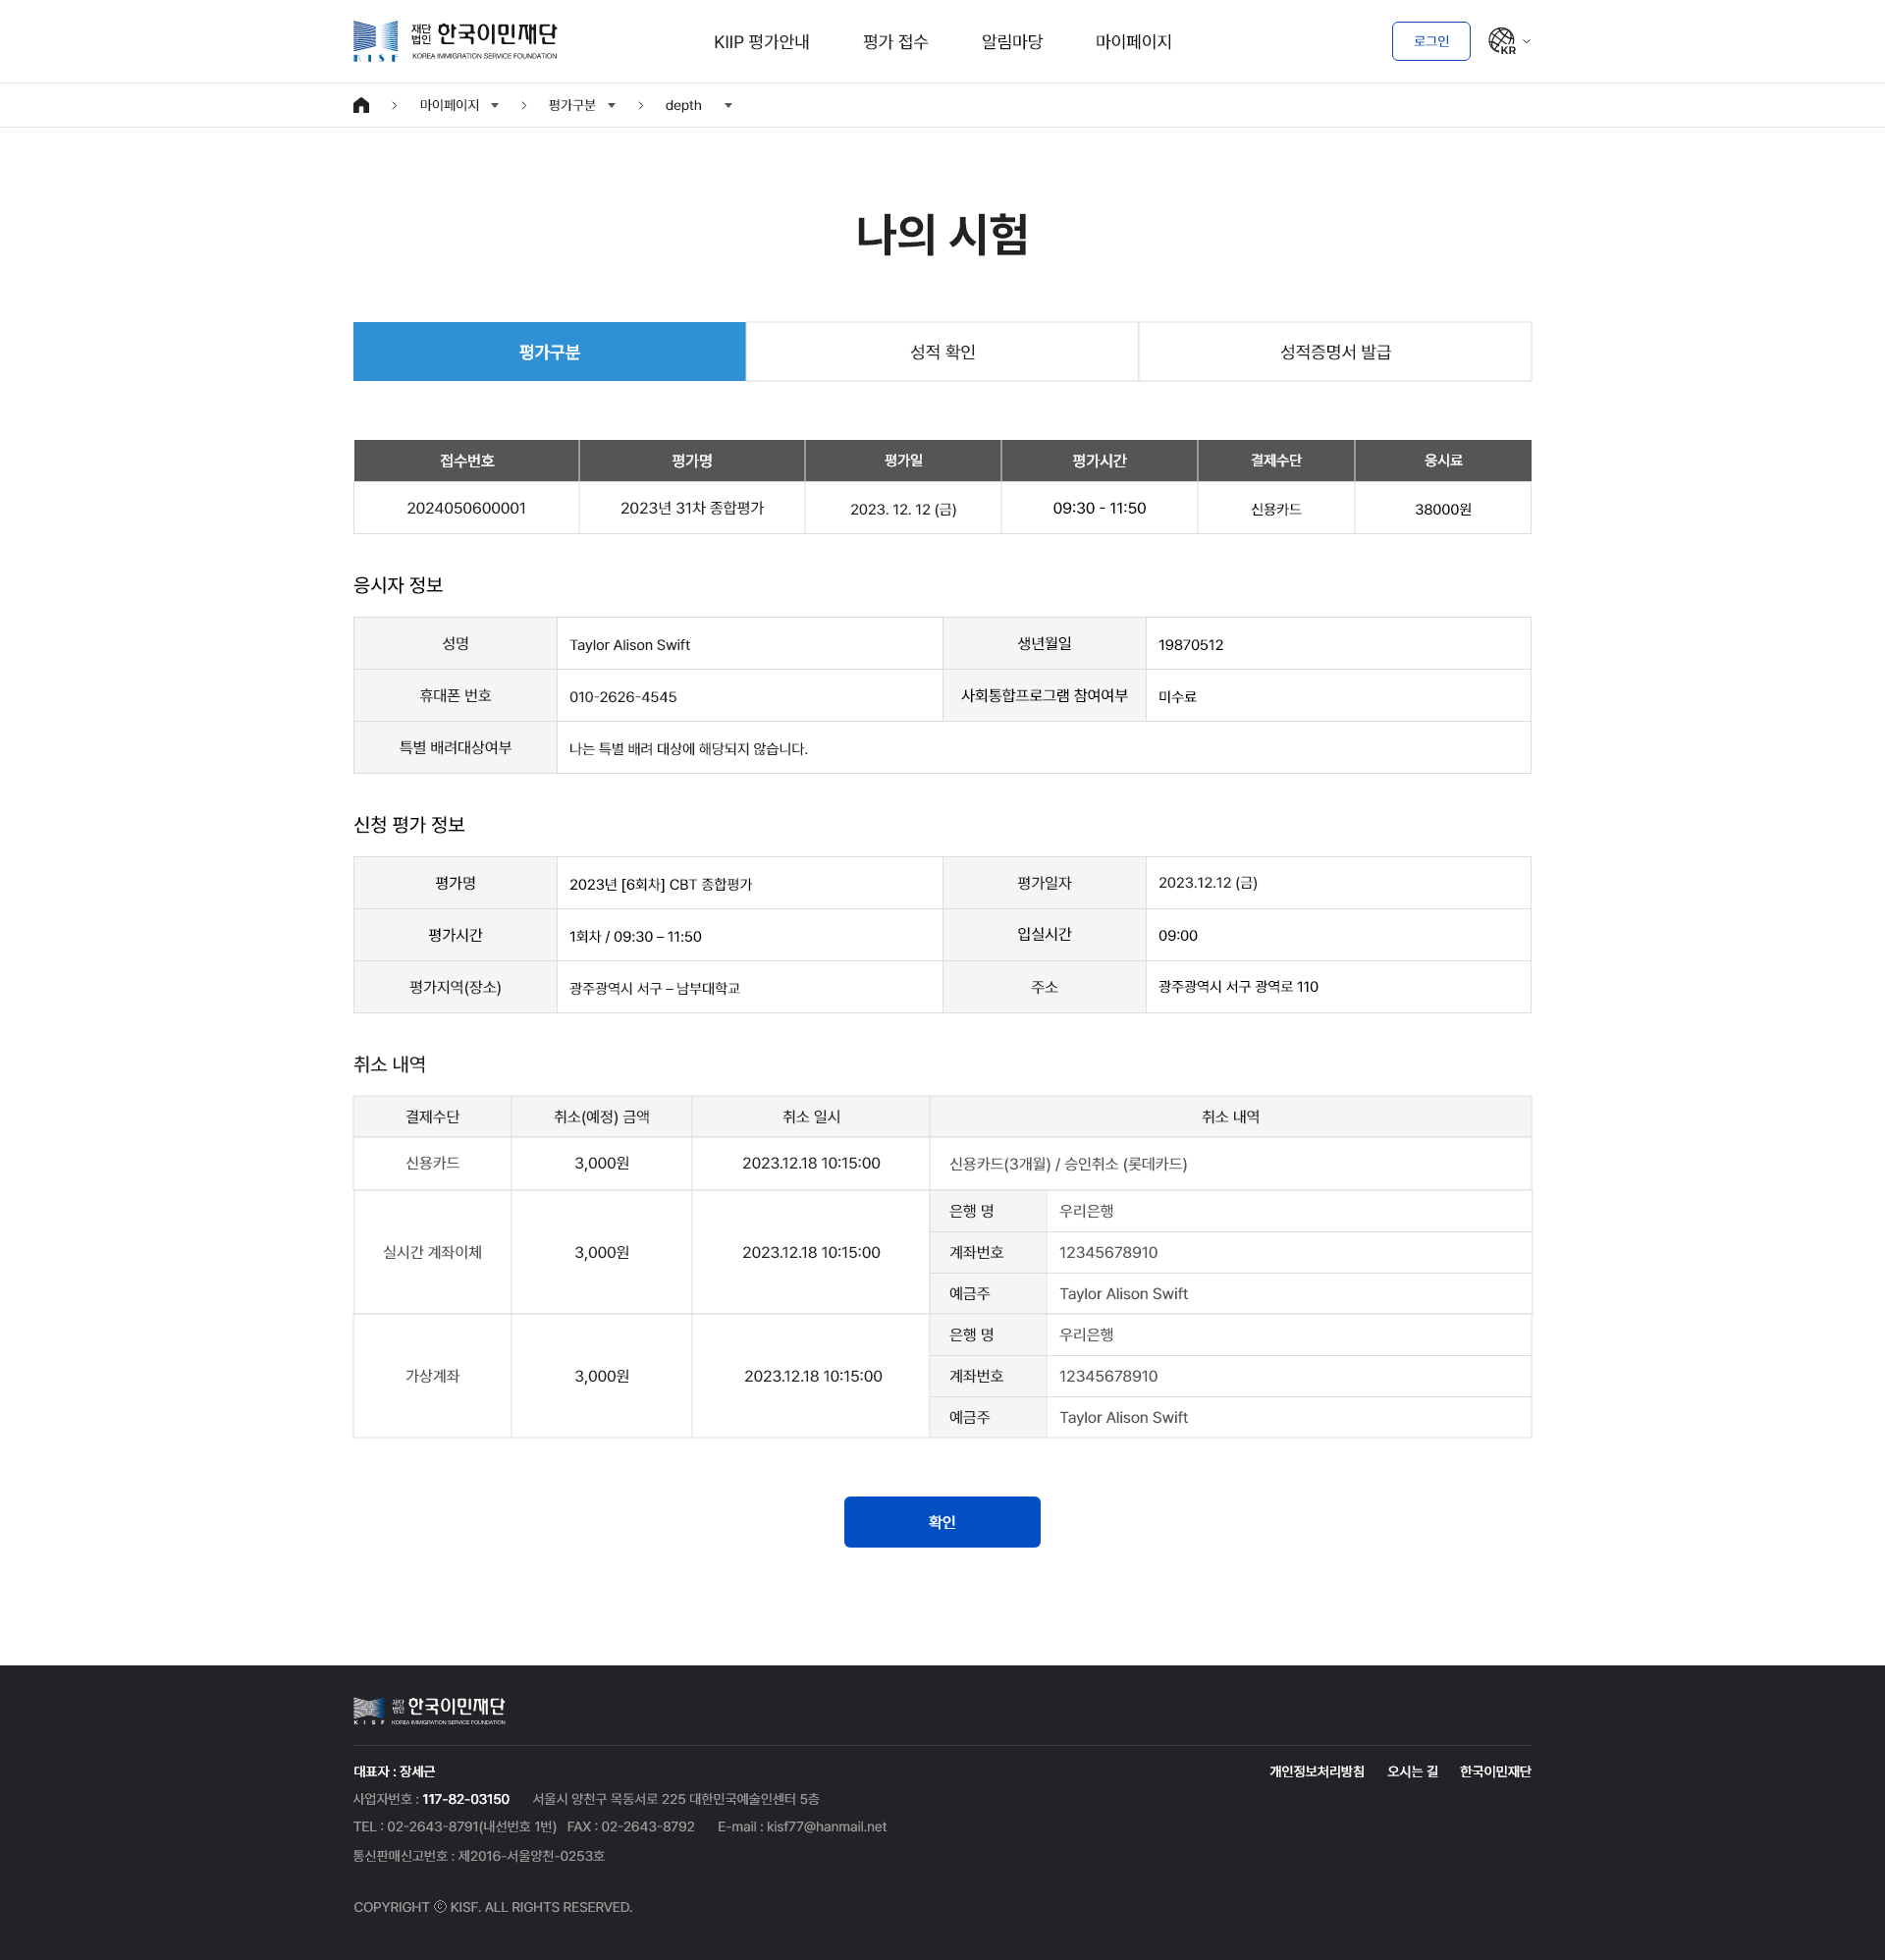 재단법인 한국이민재단
KOREA IMMIGRATION SERVICE FOUNDATION
KISF
KIIP 평가안내 평가 접수 알림마당 마이페이지
로그인 KR
마이페이지 평가구분 depth
나의 시험
평가구분 성적 확인 성적증명서 발급
접수번호 평가명 평가일 평가시간 결제수단 응시료
2024050600001 2023년 31차 종합평가 2023. 12. 12 (금) 09:30 - 11:50 신용카드 38000원
응시자 정보
성명 Taylor Alison Swift 생년월일 19870512
휴대폰 번호 010-2626-4545 사회통합프로그램 참여여부 미수료
특별 배려대상여부 나는 특별 배려 대상에 해당되지 않습니다.
신청 평가 정보
평가명 2023년 [6회차] CBT 종합평가 평가일자 2023.12.12 (금)
평가시간 1회차 / 09:30 – 11:50 입실시간 09:00
평가지역(장소) 광주광역시 서구 – 남부대학교 주소 광주광역시 서구 광역로 110
취소 내역
결제수단 취소(예정) 금액 취소 일시 취소 내역
신용카드 3,000원 2023.12.18 10:15:00 신용카드(3개월) / 승인취소 (롯데카드)
은행 명 우리은행
실시간 계좌이체 3,000원 2023.12.18 10:15:00 계좌번호 12345678910
예금주 Taylor Alison Swift
은행 명 우리은행
가상계좌 3,000원 2023.12.18 10:15:00 계좌번호 12345678910
예금주 Taylor Alison Swift
확인
재단법인 한국이민재단
KISF KOREA IMMIGRATION SERVICE FOUNDATION
대표자 : 장세근 개인정보처리방침 오시는 길 한국이민재단
사업자번호 : 117-82-03150 서울시 양천구 목동서로 225 대한민국예술인센터 5층
TEL : 02-2643-8791(내선번호 1번) FAX : 02-2643-8792 E-mail : kisf77@hanmail.net
통신판매신고번호 : 제2016-서울양천-0253호
COPYRIGHT ⓒ KISF. ALL RIGHTS RESERVED.